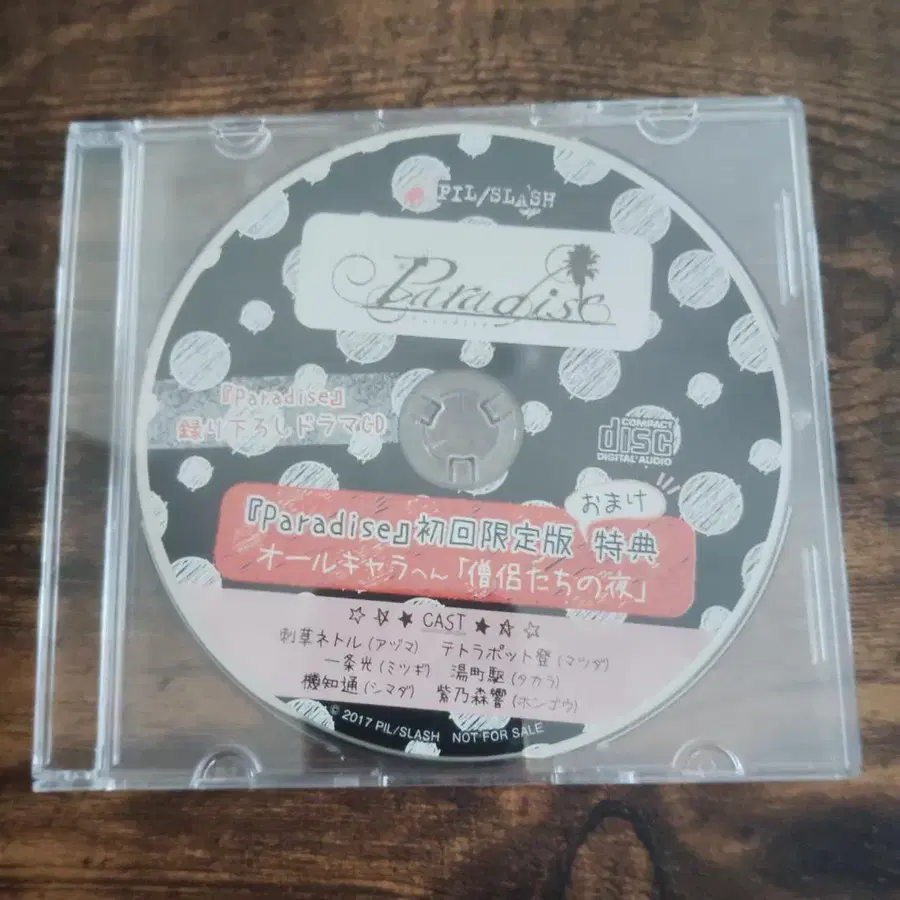 PIL/SLASH
Paradise
『Paradise』
録り下ろしドラマCD
COMPACT
disc
DIGITAL AUDIO
おまけ
『Paradise』初回限定版 特典
オールキャラへん「僧侶たちの夜」
☆☆★ CAST ★☆☆
刺草ネトル(アヅマ) テトラポット登(マツダ)
一条光(ミツギ) 湯町駆(タカラ)
機知通(シマダ) 紫乃森響(ホンゴウ)
© 2017 PIL/SLASH NOT FOR SALE